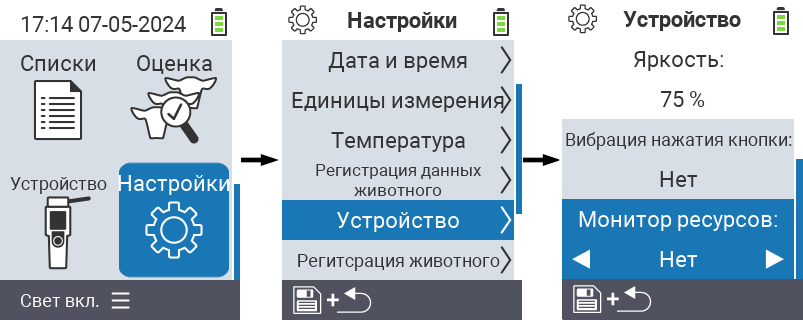 17:14 07-05-2024
Списки
Оценка
Устройство
Настройки
Свет вкл.
Настройки
Дата и время
Единицы измерения
Температура
Регистрация данных
животного
Устройство
Регитсрация животного
+
Устройство
Яркость:
75 %
Вибрация нажатия кнопки:
Нет
Монитор ресурсов:
Нет
+